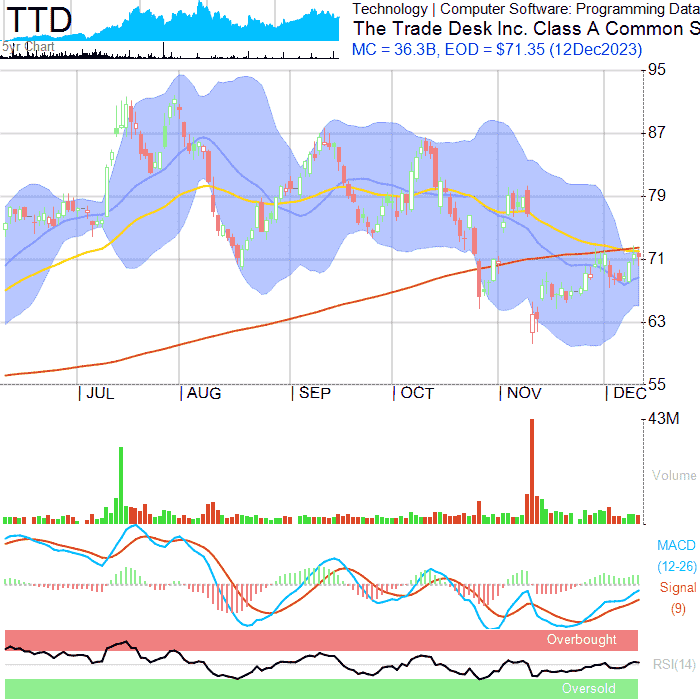 TTD
5yr Chart
Technology | Computer Software: Programming Data
The Trade Desk Inc. Class A Common S
MC = 36.3B, EOD = $71.35 (12Dec2023)
95
87
79
71
63
55
| JUL | AUG | SEP | OCT | NOV | DEC
43M
Volume
MACD
(12-26)
Signal
(9)
Overbought
RSI(14)
Oversold